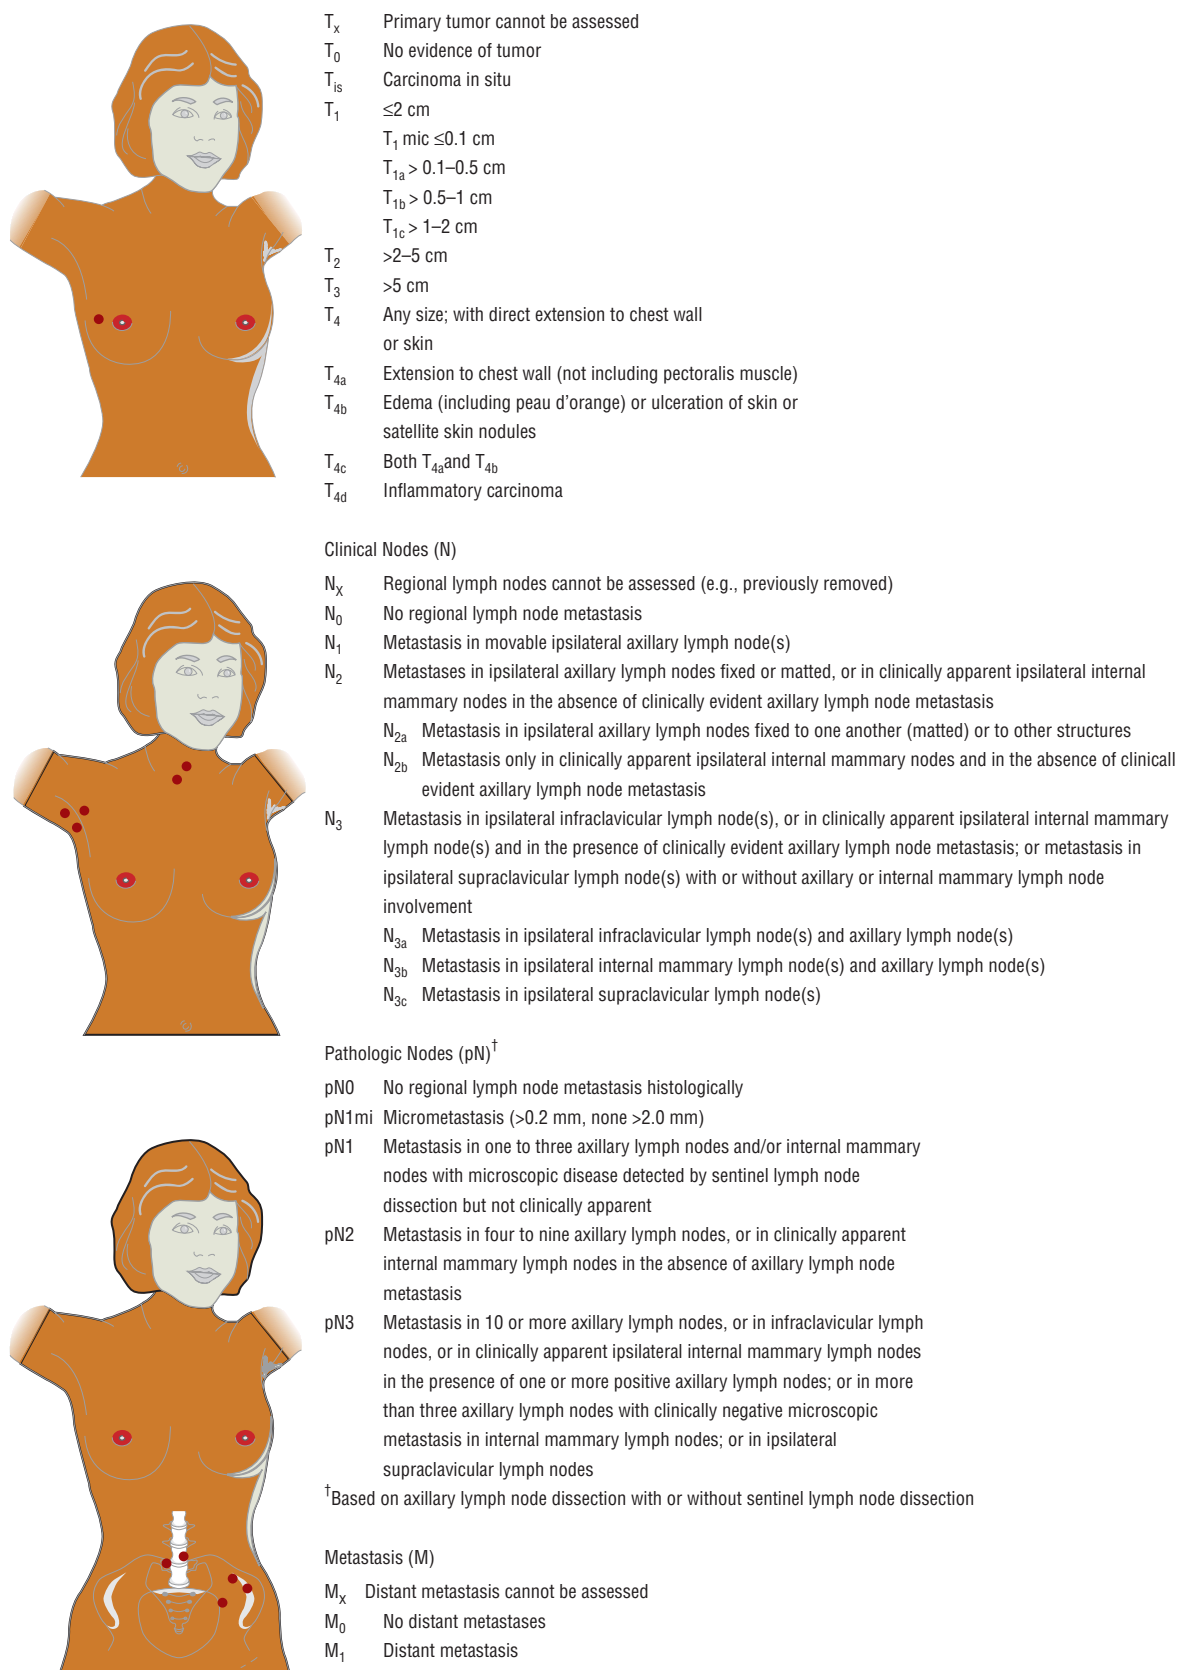 Tx Primary tumor cannot be assessed
T0 No evidence of tumor
Tis Carcinoma in situ
T1 ≤2 cm
T1 mic ≤0.1 cm
T1a > 0.1–0.5 cm
T1b > 0.5–1 cm
T1c > 1–2 cm
T2 >2–5 cm
T3 >5 cm
T4 Any size; with direct extension to chest wall
or skin
T4a Extension to chest wall (not including pectoralis muscle)
T4b Edema (including peau d’orange) or ulceration of skin or
satellite skin nodules
T4c Both T4a and T4b
T4d Inflammatory carcinoma
Clinical Nodes (N)
NX Regional lymph nodes cannot be assessed (e.g., previously removed)
N0 No regional lymph node metastasis
N1 Metastasis in movable ipsilateral axillary lymph node(s)
N2 Metastases in ipsilateral axillary lymph nodes fixed or matted, or in clinically apparent ipsilateral internal
mammary nodes in the absence of clinically evident axillary lymph node metastasis
N2a Metastasis in ipsilateral axillary lymph nodes fixed to one another (matted) or to other structures
N2b Metastasis only in clinically apparent ipsilateral internal mammary nodes and in the absence of clinicall
evident axillary lymph node metastasis
N3 Metastasis in ipsilateral infraclavicular lymph node(s), or in clinically apparent ipsilateral internal mammary
lymph node(s) and in the presence of clinically evident axillary lymph node metastasis; or metastasis in
ipsilateral supraclavicular lymph node(s) with or without axillary or internal mammary lymph node
involvement
N3a Metastasis in ipsilateral infraclavicular lymph node(s) and axillary lymph node(s)
N3b Metastasis in ipsilateral internal mammary lymph node(s) and axillary lymph node(s)
N3c Metastasis in ipsilateral supraclavicular lymph node(s)
Pathologic Nodes (pN)†
pN0 No regional lymph node metastasis histologically
pN1mi Micrometastasis (>0.2 mm, none >2.0 mm)
pN1 Metastasis in one to three axillary lymph nodes and/or internal mammary
nodes with microscopic disease detected by sentinel lymph node
dissection but not clinically apparent
pN2 Metastasis in four to nine axillary lymph nodes, or in clinically apparent
internal mammary lymph nodes in the absence of axillary lymph node
metastasis
pN3 Metastasis in 10 or more axillary lymph nodes, or in infraclavicular lymph
nodes, or in clinically apparent ipsilateral internal mammary lymph nodes
in the presence of one or more positive axillary lymph nodes; or in more
than three axillary lymph nodes with clinically negative microscopic
metastasis in internal mammary lymph nodes; or in ipsilateral
supraclavicular lymph nodes
†Based on axillary lymph node dissection with or without sentinel lymph node dissection
Metastasis (M)
MX Distant metastasis cannot be assessed
M0 No distant metastases
M1 Distant metastasis